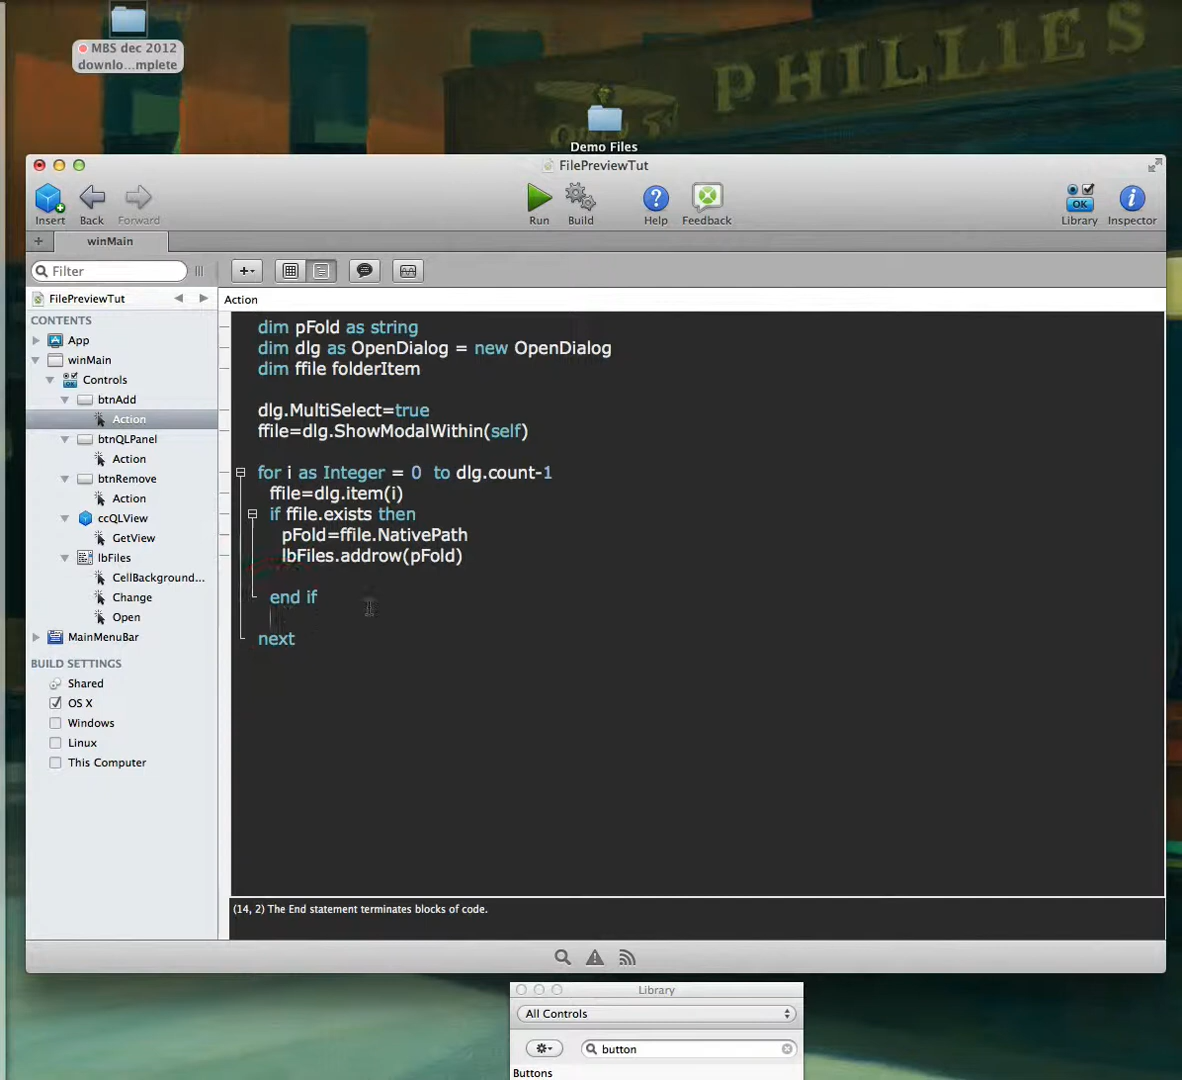 MBS dec 2012
downlo...mplete
PHILLIES
Demo Files
FilePreviewTut
Insert
Back
Forward
Run
Build
Help
Feedback
OK
Library
Inspector
winMain
Filter
FilePreviewTut
Action
CONTENTS
App
winMain
Controls
btnAdd
Action
btnQLPanel
Action
btnRemove
Action
ccQLView
GetView
lbFiles
CellBackground...
Change
Open
MainMenuBar
BUILD SETTINGS
Shared
OS X
Windows
Linux
This Computer
dim pFold as string
dim dlg as OpenDialog = new OpenDialog
dim ffile folderItem
dlg.MultiSelect=true
ffile=dlg.ShowModalWithin(self)
for i as Integer = 0 to dlg.count-1
ffile=dlg.item(i)
if ffile.exists then
pFold=ffile.NativePath
lbFiles.addrow(pFold)
end if
next
(14, 2) The End statement terminates blocks of code.
Library
All Controls
button
Buttons